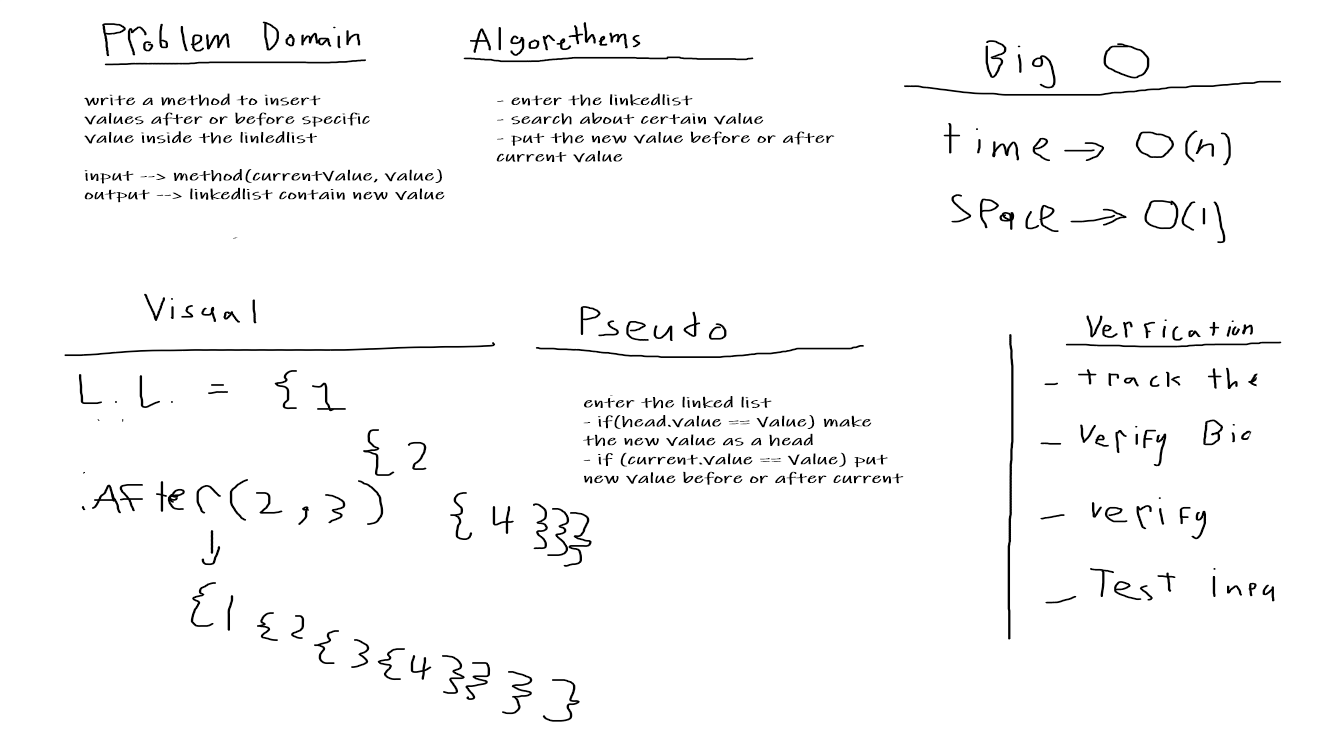 Problem Domain
write a method to insert
values after or before specific
value inside the linledlist
input --> method(currentValue, value)
output --> linkedlist contain new value
Algorethems
- enter the linkedlist
- search about certain value
- put the new value before or after
current value
Big O
time → O(n)
space → O(1)
Visual
L.L. = {1
{2
.After(2,3)
{4}}}
↓
{1{2{3{4}}}}
Pseudo
enter the linked list
- if(head.value == Value) make
the new value as a head
- if (current.value == Value) put
new value before or after current
Verfication
- track the
- Verify Bio
- verify
- Test inpu